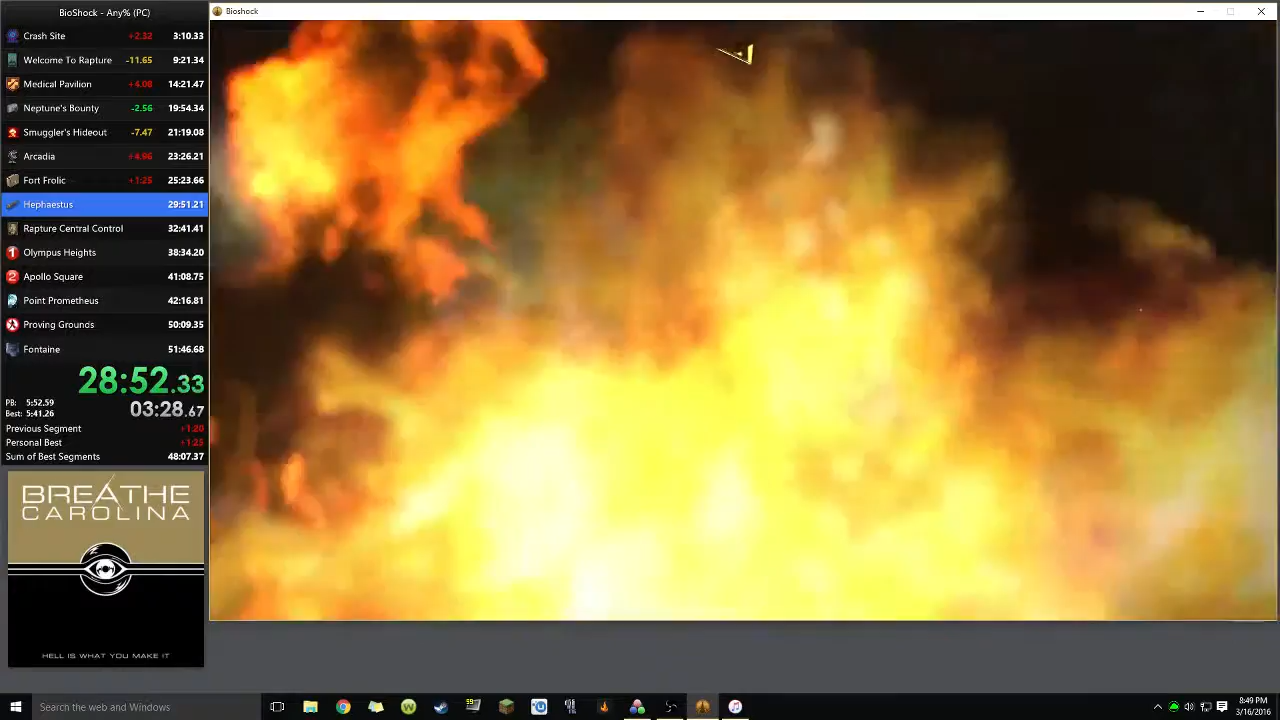 BioShock - Any% (PC)
Crash Site +2.32 3:10.33
Welcome To Rapture -11.65 9:21.34
Medical Pavilion +4.08 14:21.47
Neptune's Bounty -2.56 19:54.34
Smuggler's Hideout -7.47 21:19.08
Arcadia +4.96 23:26.21
Fort Frolic +1:25 25:23.66
Hephaestus 29:51.21
Rapture Central Control 32:41.41
1 Olympus Heights 38:34.20
2 Apollo Square 41:08.75
Point Prometheus 42:16.81
Proving Grounds 50:09.35
Fontaine 51:46.68
28:52.33
PB: 5:52.59
Best: 5:41.26
03:28.67
Previous Segment +1.20
Personal Best +1:25
Sum of Best Segments 48:07.37
BREATHE
CAROLINA
HELL IS WHAT YOU MAKE IT
Bioshock
Search the web and Windows
8:49 PM
3/16/2016